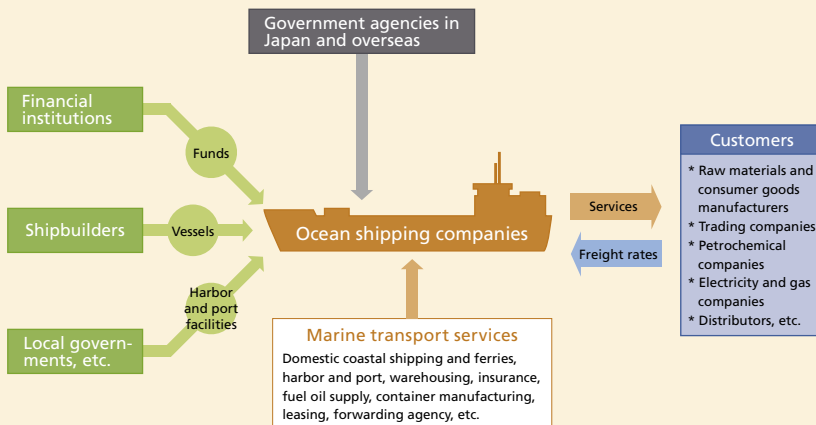 Government agencies in
Japan and overseas
Financial
institutions
Funds
Shipbuilders
Vessels
Local govern-
ments, etc.
Harbor
and port
facilities
Ocean shipping companies
Services
Freight rates
Customers
* Raw materials and
consumer goods
manufacturers
* Trading companies
* Petrochemical
companies
* Electricity and gas
companies
* Distributors, etc.
Marine transport services
Domestic coastal shipping and ferries,
harbor and port, warehousing, insurance,
fuel oil supply, container manufacturing,
leasing, forwarding agency, etc.